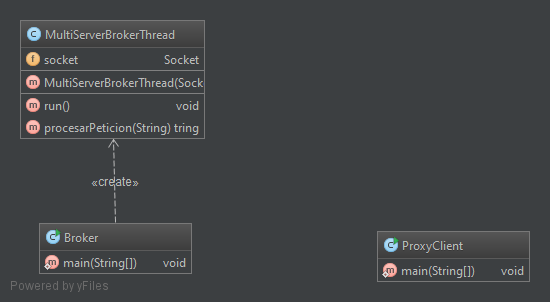 MultiServerBrokerThread
socket Socket
MultiServerBrokerThread(Sock
run() void
procesarPeticion(String) tring
«create»
Broker
main(String[]) void
ProxyClient
main(String[]) void
Powered by yFiles